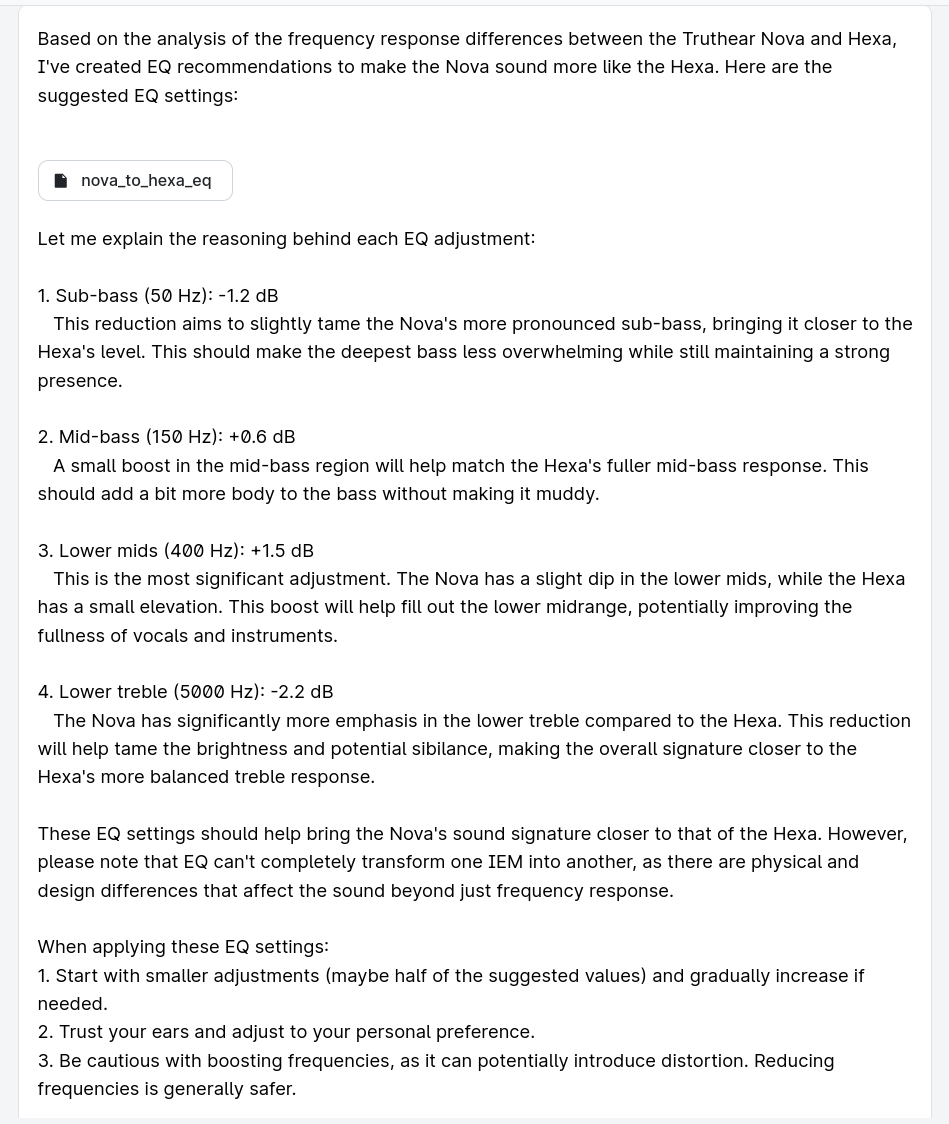 Based on the analysis of the frequency response differences between the Truthear Nova and Hexa,
I've created EQ recommendations to make the Nova sound more like the Hexa. Here are the
suggested EQ settings:
nova_to_hexa_eq
Let me explain the reasoning behind each EQ adjustment:
1. Sub-bass (50 Hz): -1.2 dB
This reduction aims to slightly tame the Nova's more pronounced sub-bass, bringing it closer to the
Hexa's level. This should make the deepest bass less overwhelming while still maintaining a strong
presence.
2. Mid-bass (150 Hz): +0.6 dB
A small boost in the mid-bass region will help match the Hexa's fuller mid-bass response. This
should add a bit more body to the bass without making it muddy.
3. Lower mids (400 Hz): +1.5 dB
This is the most significant adjustment. The Nova has a slight dip in the lower mids, while the Hexa
has a small elevation. This boost will help fill out the lower midrange, potentially improving the
fullness of vocals and instruments.
4. Lower treble (5000 Hz): -2.2 dB
The Nova has significantly more emphasis in the lower treble compared to the Hexa. This reduction
will help tame the brightness and potential sibilance, making the overall signature closer to the
Hexa's more balanced treble response.
These EQ settings should help bring the Nova's sound signature closer to that of the Hexa. However,
please note that EQ can't completely transform one IEM into another, as there are physical and
design differences that affect the sound beyond just frequency response.
When applying these EQ settings:
1. Start with smaller adjustments (maybe half of the suggested values) and gradually increase if
needed.
2. Trust your ears and adjust to your personal preference.
3. Be cautious with boosting frequencies, as it can potentially introduce distortion. Reducing
frequencies is generally safer.